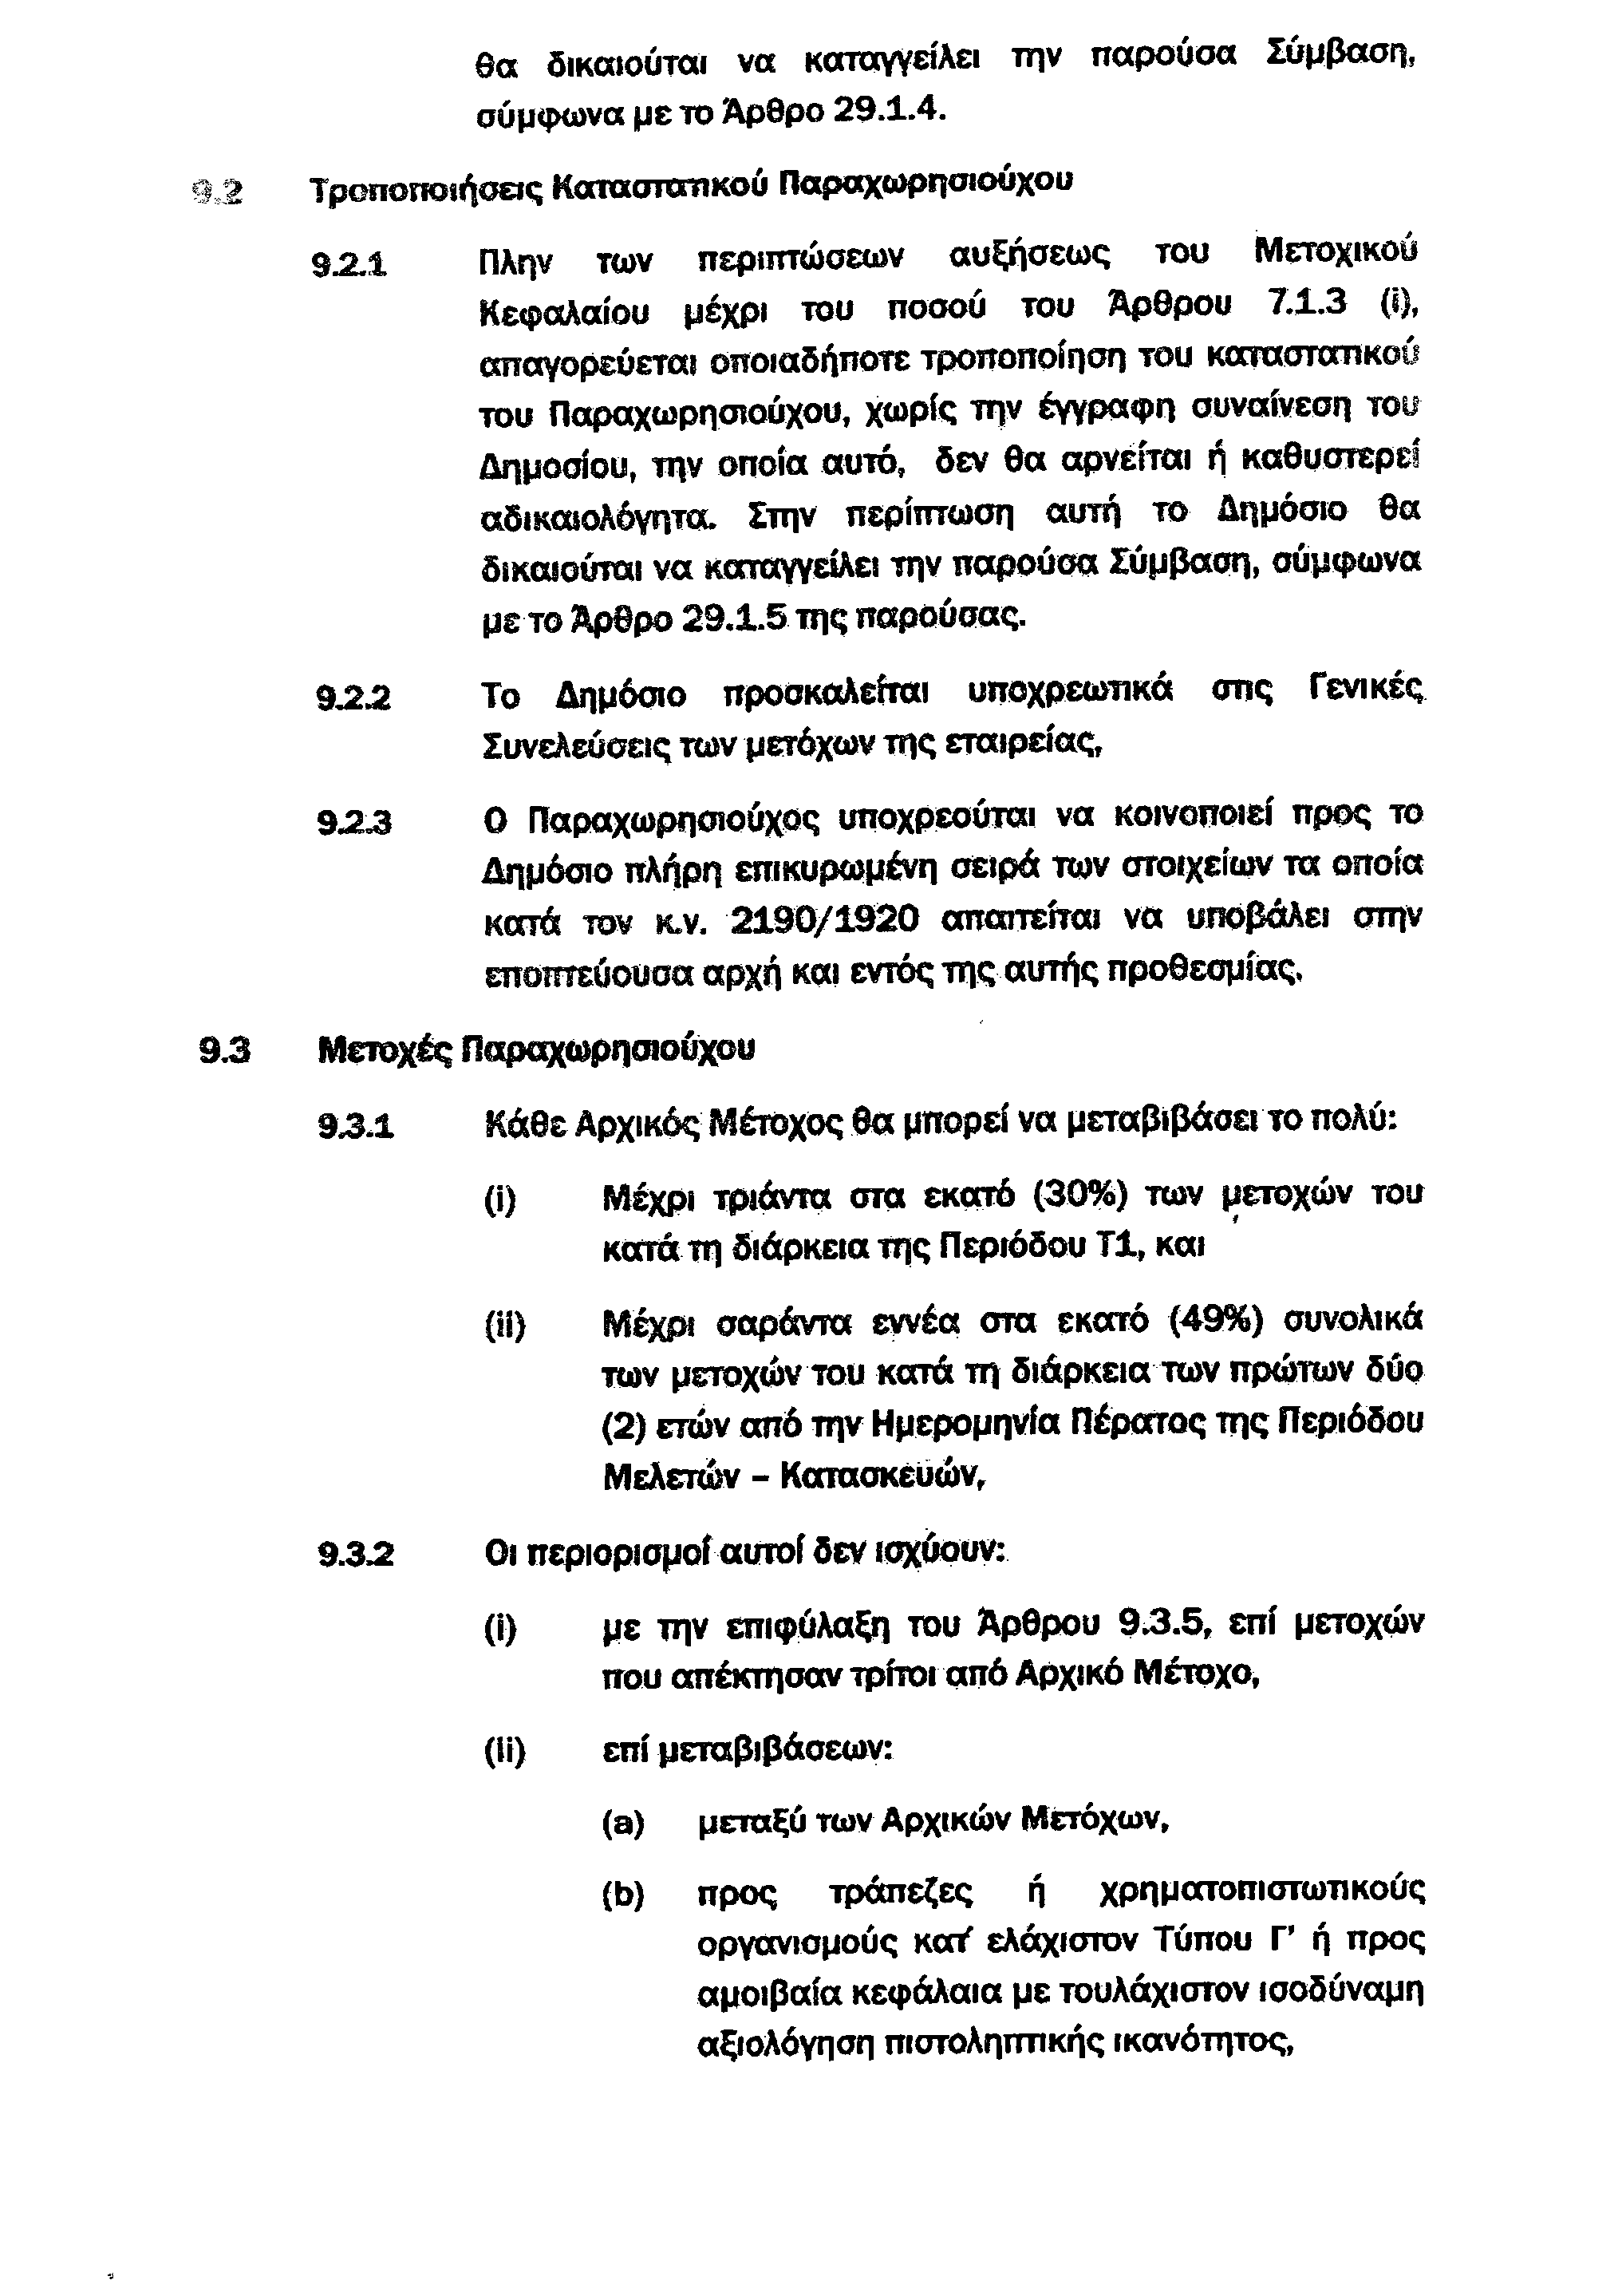 θα δικαιούται να καταγγείλει την παρούσα Σύμβαση,
σύμφωνα με το Άρθρο 29.1.4.
9.2 Τροποποιήσεις Καταστατικού Παραχωρησιούχου
9.2.1 Πλην των περιπτώσεων αυξήσεως του Μετοχικού
Κεφαλαίου μέχρι του ποσού του Άρθρου 7.1.3 (i),
απαγορεύεται οποιαδήποτε τροποποίηση του καταστατικού
του Παραχωρησιούχου, χωρίς την έγγραφη συναίνεση του
Δημοσίου, την οποία αυτό, δεν θα αρνείται ή καθυστερεί
αδικαιολόγητα. Στην περίπτωση αυτή το Δημόσιο θα
δικαιούται να καταγγείλει την παρούσα Σύμβαση, σύμφωνα
με το Άρθρο 29.1.5 της παρούσας.
9.2.2 Το Δημόσιο προσκαλείται υποχρεωτικά στις Γενικές
Συνελεύσεις των μετόχων της εταιρείας,
9.2.3 Ο Παραχωρησιούχος υποχρεούται να κοινοποιεί προς το
Δημόσιο πλήρη επικυρωμένη σειρά των στοιχείων τα οποία
κατά τον κ.ν. 2190/1920 απαιτείται να υποβάλει στην
εποπτεύουσα αρχή και εντός της αυτής προθεσμίας.
9.3 Μετοχές Παραχωρησιούχου
9.3.1 Κάθε Αρχικός Μέτοχος θα μπορεί να μεταβιβάσει το πολύ:
(i) Μέχρι τριάντα στα εκατό (30%) των μετοχών του
κατά τη διάρκεια της Περιόδου Τ1, και
(ii) Μέχρι σαράντα εννέα στα εκατό (49%) συνολικά
των μετοχών του κατά τη διάρκεια των πρώτων δύο
(2) ετών από την Ημερομηνία Πέρατος της Περιόδου
Μελετών – Κατασκευών,
9.3.2 Οι περιορισμοί αυτοί δεν ισχύουν:
(i) με την επιφύλαξη του Άρθρου 9.3.5, επί μετοχών
που απέκτησαν τρίτοι από Αρχικό Μέτοχο,
(ii) επί μεταβιβάσεων:
(a) μεταξύ των Αρχικών Μετόχων,
(b) προς τράπεζες ή χρηματοπιστωτικούς
οργανισμούς κατ' ελάχιστον Τύπου Γ' ή προς
αμοιβαία κεφάλαια με τουλάχιστον ισοδύναμη
αξιολόγηση πιστοληπτικής ικανότητος,